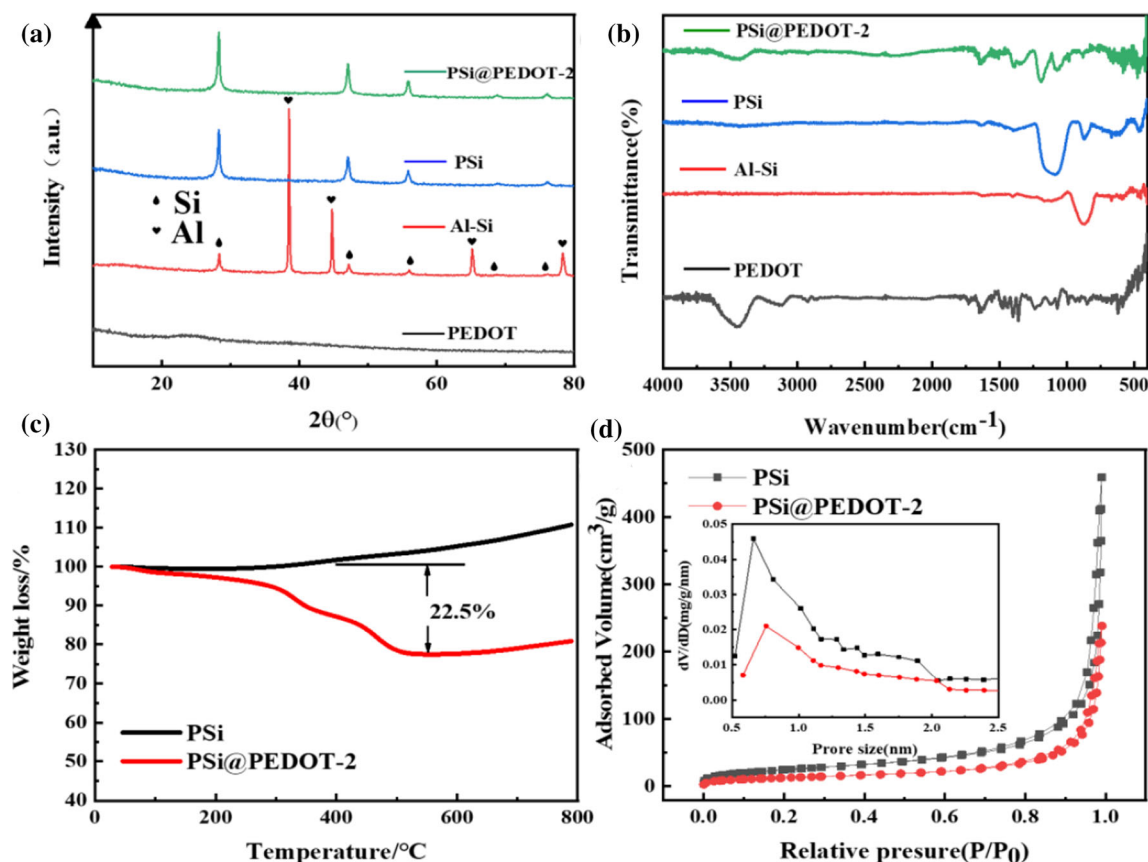 (a)
PSi@PEDOT-2
PSi
Si
Al
Al-Si
PEDOT
Intensity (a.u.)
20 40 60 80
2θ(°)
(b)
PSi@PEDOT-2
PSi
Al-Si
PEDOT
Transmittance(%)
4000 3500 3000 2500 2000 1500 1000 500
Wavenumber(cm-1)
(c)
130
120
110
100
90
80
70
60
50
40
Weight loss/%
22.5%
PSi
PSi@PEDOT-2
0 200 400 600 800
Temperature/°C
(d)
500
400
300
200
100
0
Adsorbed Volume(cm3/g)
PSi
PSi@PEDOT-2
0.05
0.04
0.03
0.02
0.01
0.00
dV/dD(mg/g/nm)
0.5 1.0 1.5 2.0 2.5
Prore size(nm)
0.0 0.2 0.4 0.6 0.8 1.0
Relative presure(P/P0)